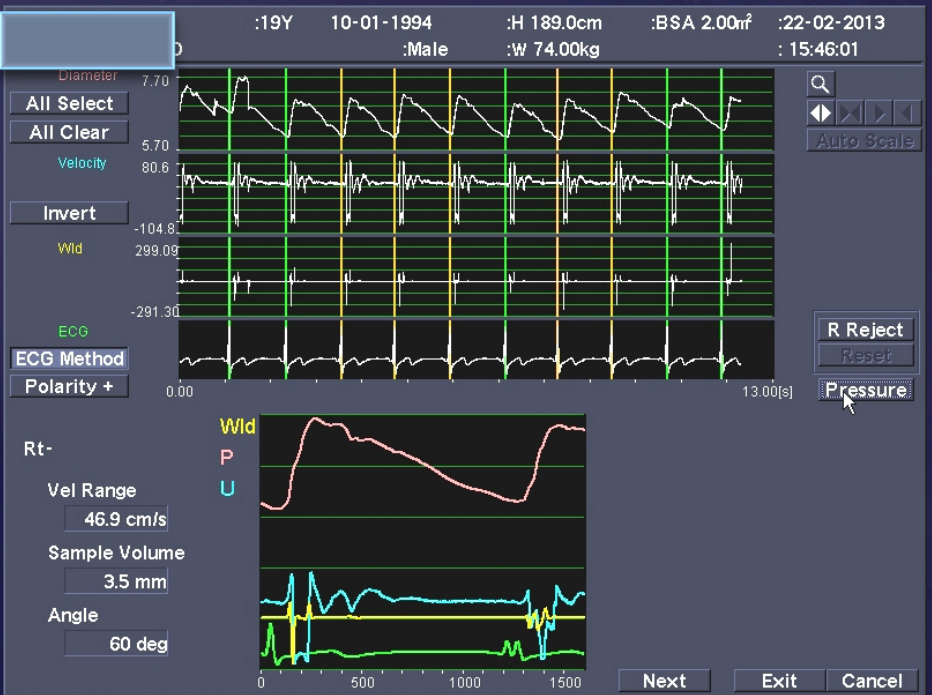 :19Y 10-01-1994 :H 189.0cm :BSA 2.00㎡ :22-02-2013
:Male :W 74.00kg : 15:46:01
Diameter 7.70
All Select
All Clear
5.70
Auto Scale
Velocity 80.6
Invert
-104.8
WId 299.09
-291.30
ECG
R Reject
ECG Method
Reset
Polarity +
0.00 13.00[s]
Pressure
WId
P
U
Rt-
Vel Range
46.9 cm/s
Sample Volume
3.5 mm
Angle
60 deg
0 500 1000 1500
Next Exit Cancel